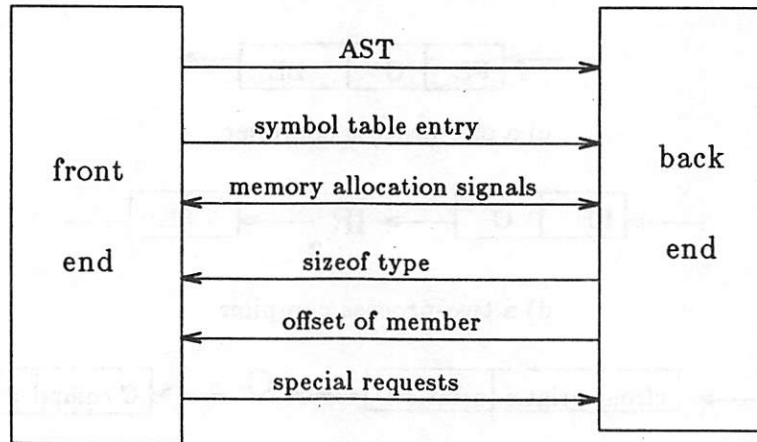 AST
symbol table entry
front
back
memory allocation signals
end
end
sizeof type
offset of member
special requests